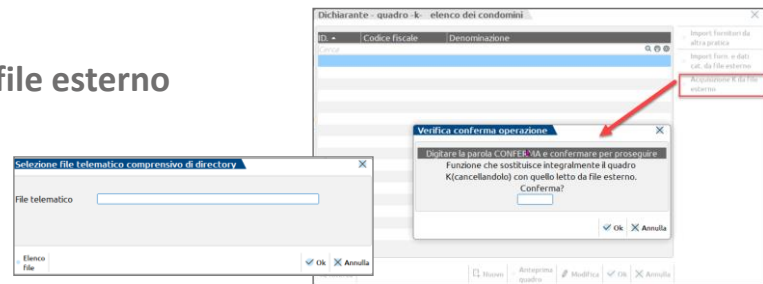 file esterno
Dichiarante - quadro -k- elenco dei condomini
ID. Codice fiscale Denominazione
Cerca
Import fornitori da
altra pratica
Import forn. e dati
cat. da file esterno
Acquisizione K da file
esterno
Verifica conferma operazione
Digitare la parola CONFERMA e confermare per proseguire
Funzione che sostituisce integralmente il quadro
K(cancellandolo) con quello letto da file esterno.
Conferma?
Ok Annulla
Selezione file telematico comprensivo di directory
File telematico
Elenco
file
Ok Annulla
Nuovo Anteprima
quadro Modifica Ok Annulla